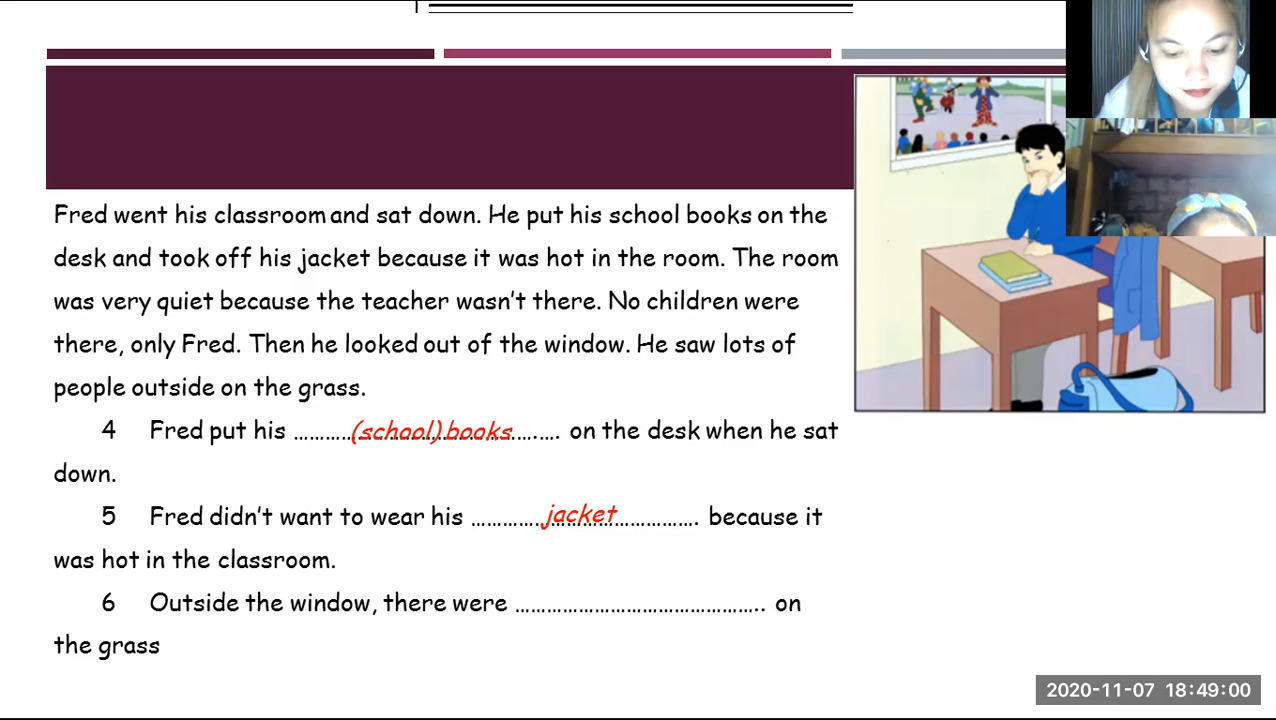 Fred went his classroom and sat down. He put his school books on the
desk and took off his jacket because it was hot in the room. The room
was very quiet because the teacher wasn't there. No children were
there, only Fred. Then he looked out of the window. He saw lots of
people outside on the grass.
4 Fred put his ……………(school) books……………. on the desk when he sat
down.
5 Fred didn't want to wear his …………jacket……………………. because it
was hot in the classroom.
6 Outside the window, there were ……………………………………….. on
the grass
2020-11-07 18:49:00